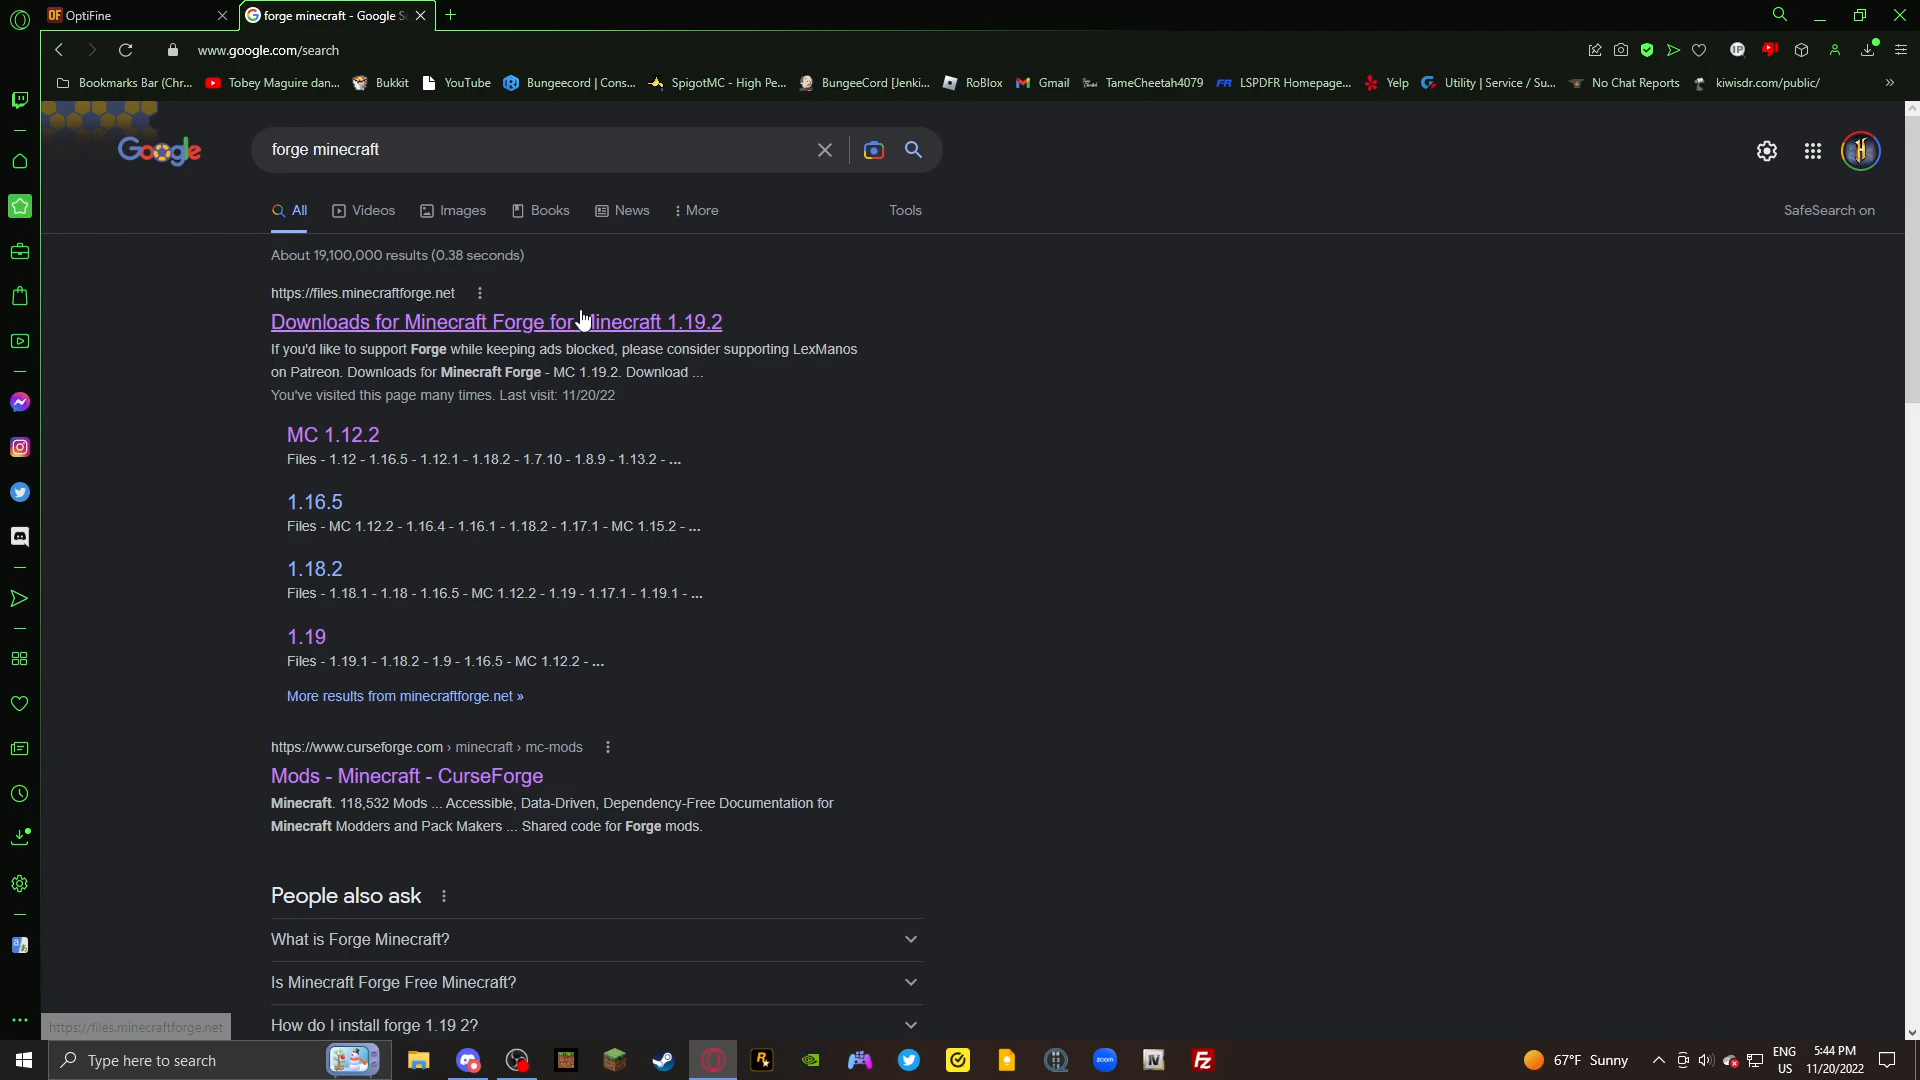 OptiFine
forge minecraft - Google S
www.google.com/search
Bookmarks Bar (Chr... Tobey Maguire dan... Bukkit YouTube Bungeecord | Cons... SpigotMC - High Pe... BungeeCord [Jenki... RoBlox Gmail TameCheetah4079 LSPDFR Homepage... Yelp Utility | Service / Su... No Chat Reports kiwisdr.com/public/ »
Google
forge minecraft
All Videos Images Books News More Tools SafeSearch on
About 19,100,000 results (0.38 seconds)
https://files.minecraftforge.net
Downloads for Minecraft Forge for Minecraft 1.19.2
If you'd like to support Forge while keeping ads blocked, please consider supporting LexManos
on Patreon. Downloads for Minecraft Forge - MC 1.19.2. Download ...
You've visited this page many times. Last visit: 11/20/22
MC 1.12.2
Files - 1.12 - 1.16.5 - 1.12.1 - 1.18.2 - 1.7.10 - 1.8.9 - 1.13.2 - ...
1.16.5
Files - MC 1.12.2 - 1.16.4 - 1.16.1 - 1.18.2 - 1.17.1 - MC 1.15.2 - ...
1.18.2
Files - 1.18.1 - 1.18 - 1.16.5 - MC 1.12.2 - 1.19 - 1.17.1 - 1.19.1 - ...
1.19
Files - 1.19.1 - 1.18.2 - 1.9 - 1.16.5 - MC 1.12.2 - ...
More results from minecraftforge.net »
https://www.curseforge.com › minecraft › mc-mods
Mods - Minecraft - CurseForge
Minecraft. 118,532 Mods ... Accessible, Data-Driven, Dependency-Free Documentation for
Minecraft Modders and Pack Makers ... Shared code for Forge mods.
People also ask
What is Forge Minecraft?
Is Minecraft Forge Free Minecraft?
How do I install forge 1.19 2?
https://files.minecraftforge.net
Type here to search
zoom
67°F Sunny
ENG
US
5:44 PM
11/20/2022